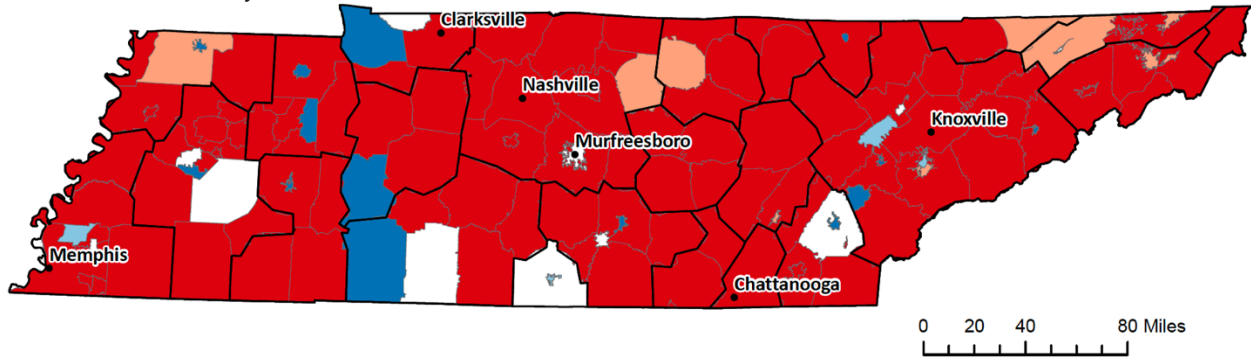 Clarksville
Nashville
Knoxville
Murfreesboro
Memphis
Chattanooga
0 20 40 80 Miles